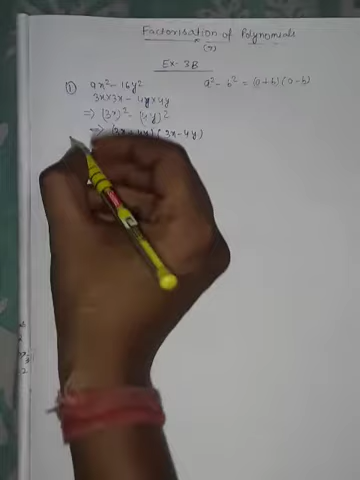 Factorisation of Polynomials
Ex- 3B
① 9x² - 16y² a² - b² = (a+b) (a-b)
3x×3x - 4y×4y
⇒ (3x)² - (4y)²
⇒ (3x + 4y) (3x - 4y)